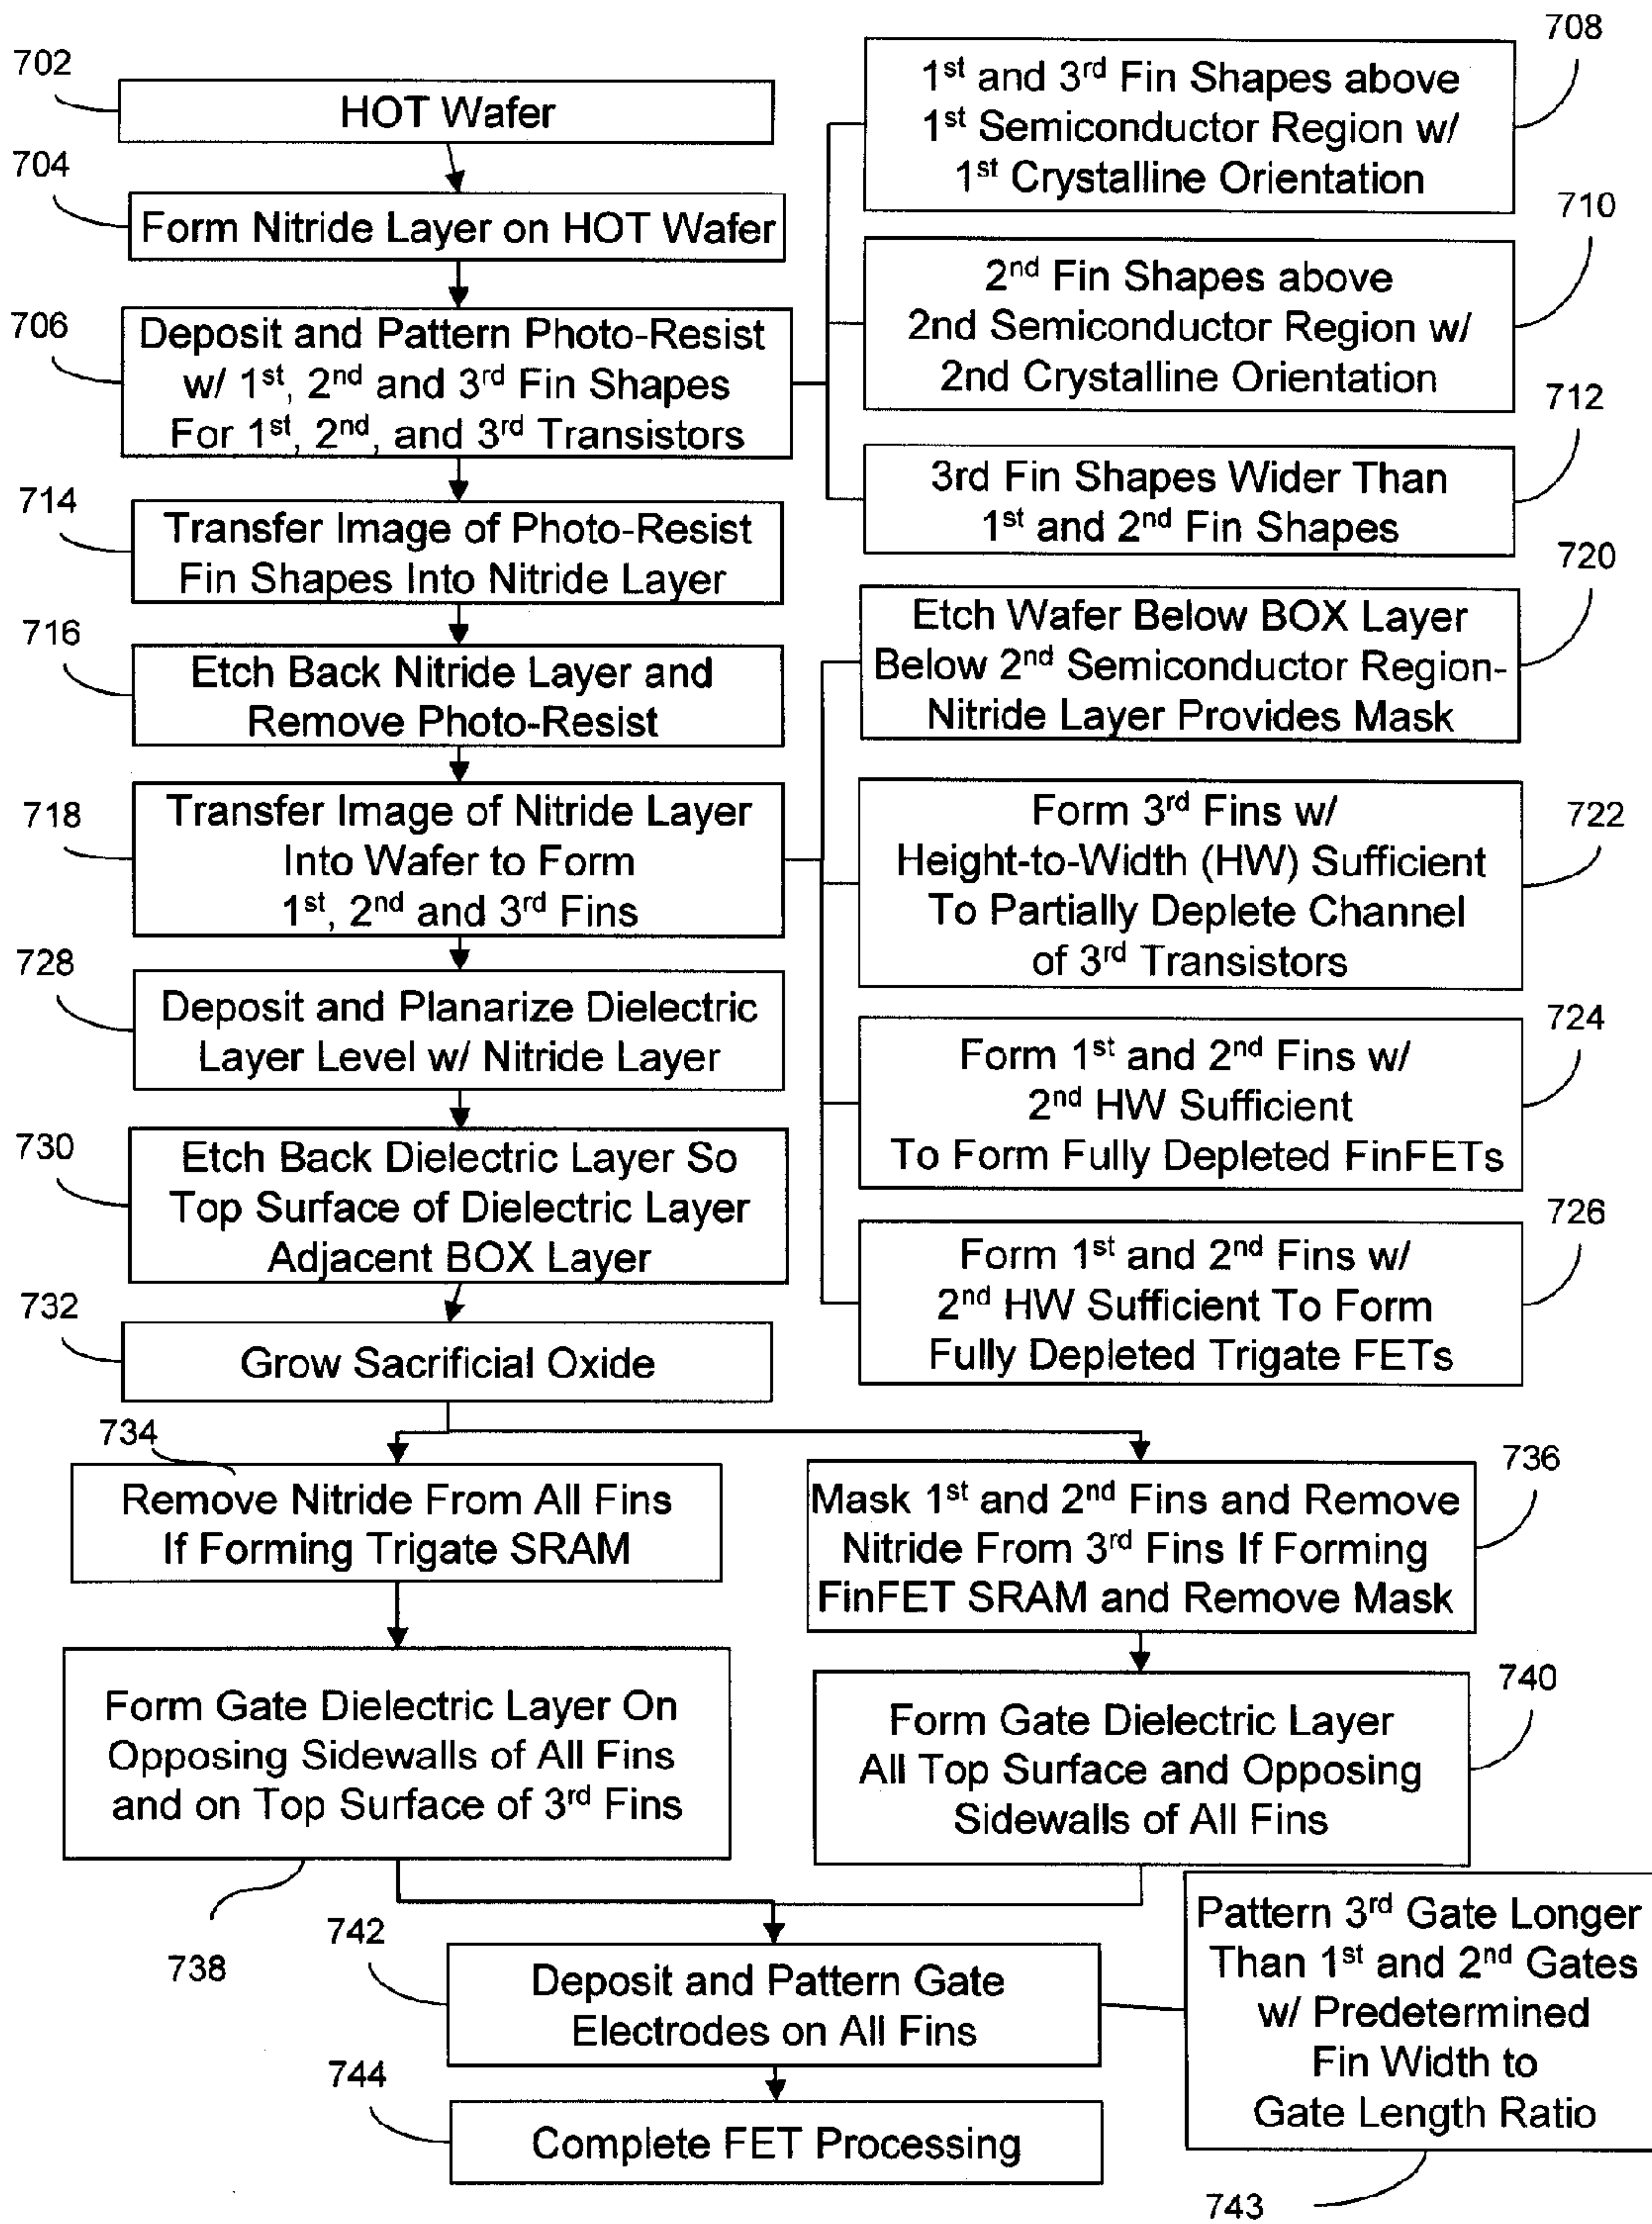 702
HOT Wafer
704
Form Nitride Layer on HOT Wafer
706
Deposit and Pattern Photo-Resist
w/ 1st, 2nd and 3rd Fin Shapes
For 1st, 2nd, and 3rd Transistors
708
1st and 3rd Fin Shapes above
1st Semiconductor Region w/
1st Crystalline Orientation
710
2nd Fin Shapes above
2nd Semiconductor Region w/
2nd Crystalline Orientation
712
3rd Fin Shapes Wider Than
1st and 2nd Fin Shapes
714
Transfer Image of Photo-Resist
Fin Shapes Into Nitride Layer
716
Etch Back Nitride Layer and
Remove Photo-Resist
718
Transfer Image of Nitride Layer
Into Wafer to Form
1st, 2nd and 3rd Fins
720
Etch Wafer Below BOX Layer
Below 2nd Semiconductor Region-
Nitride Layer Provides Mask
722
Form 3rd Fins w/
Height-to-Width (HW) Sufficient
To Partially Deplete Channel
of 3rd Transistors
724
Form 1st and 2nd Fins w/
2nd HW Sufficient
To Form Fully Depleted FinFETs
726
Form 1st and 2nd Fins w/
2nd HW Sufficient To Form
Fully Depleted Trigate FETs
728
Deposit and Planarize Dielectric
Layer Level w/ Nitride Layer
730
Etch Back Dielectric Layer So
Top Surface of Dielectric Layer
Adjacent BOX Layer
732
Grow Sacrificial Oxide
734
Remove Nitride From All Fins
If Forming Trigate SRAM
736
Mask 1st and 2nd Fins and Remove
Nitride From 3rd Fins If Forming
FinFET SRAM and Remove Mask
Form Gate Dielectric Layer On
Opposing Sidewalls of All Fins
and on Top Surface of 3rd Fins
738
740
Form Gate Dielectric Layer
All Top Surface and Opposing
Sidewalls of All Fins
742
Deposit and Pattern Gate
Electrodes on All Fins
Pattern 3rd Gate Longer
Than 1st and 2nd Gates
w/ Predetermined
Fin Width to
Gate Length Ratio
743
744
Complete FET Processing